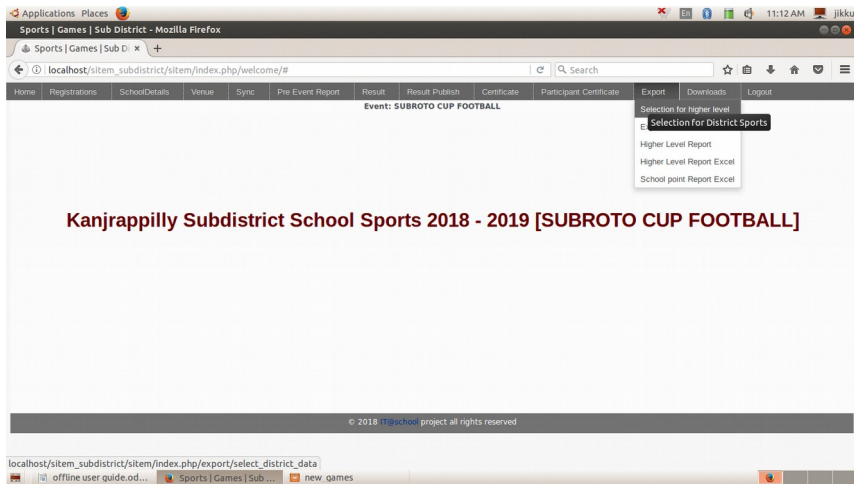 Applications Places En 11:12 AM jikku
Sports | Games | Sub District - Mozilla Firefox
Sports | Games | Sub Di × +
localhost/sitem_subdistrict/sitem/index.php/welcome/# Search
Home Registrations SchoolDetails Venue Sync Pre Event Report Result Result Publish Certificate Participant Certificate Export Downloads Logout
Event: SUBROTO CUP FOOTBALL
Selection for higher level
Selection for District Sports
Higher Level Report
Higher Level Report Excel
School point Report Excel
Kanjrappilly Subdistrict School Sports 2018 - 2019 [SUBROTO CUP FOOTBALL]
© 2018 IT@school project all rights reserved
localhost/sitem_subdistrict/sitem/index.php/export/select_district_data
offline user guide.od... Sports | Games | Sub ... new games